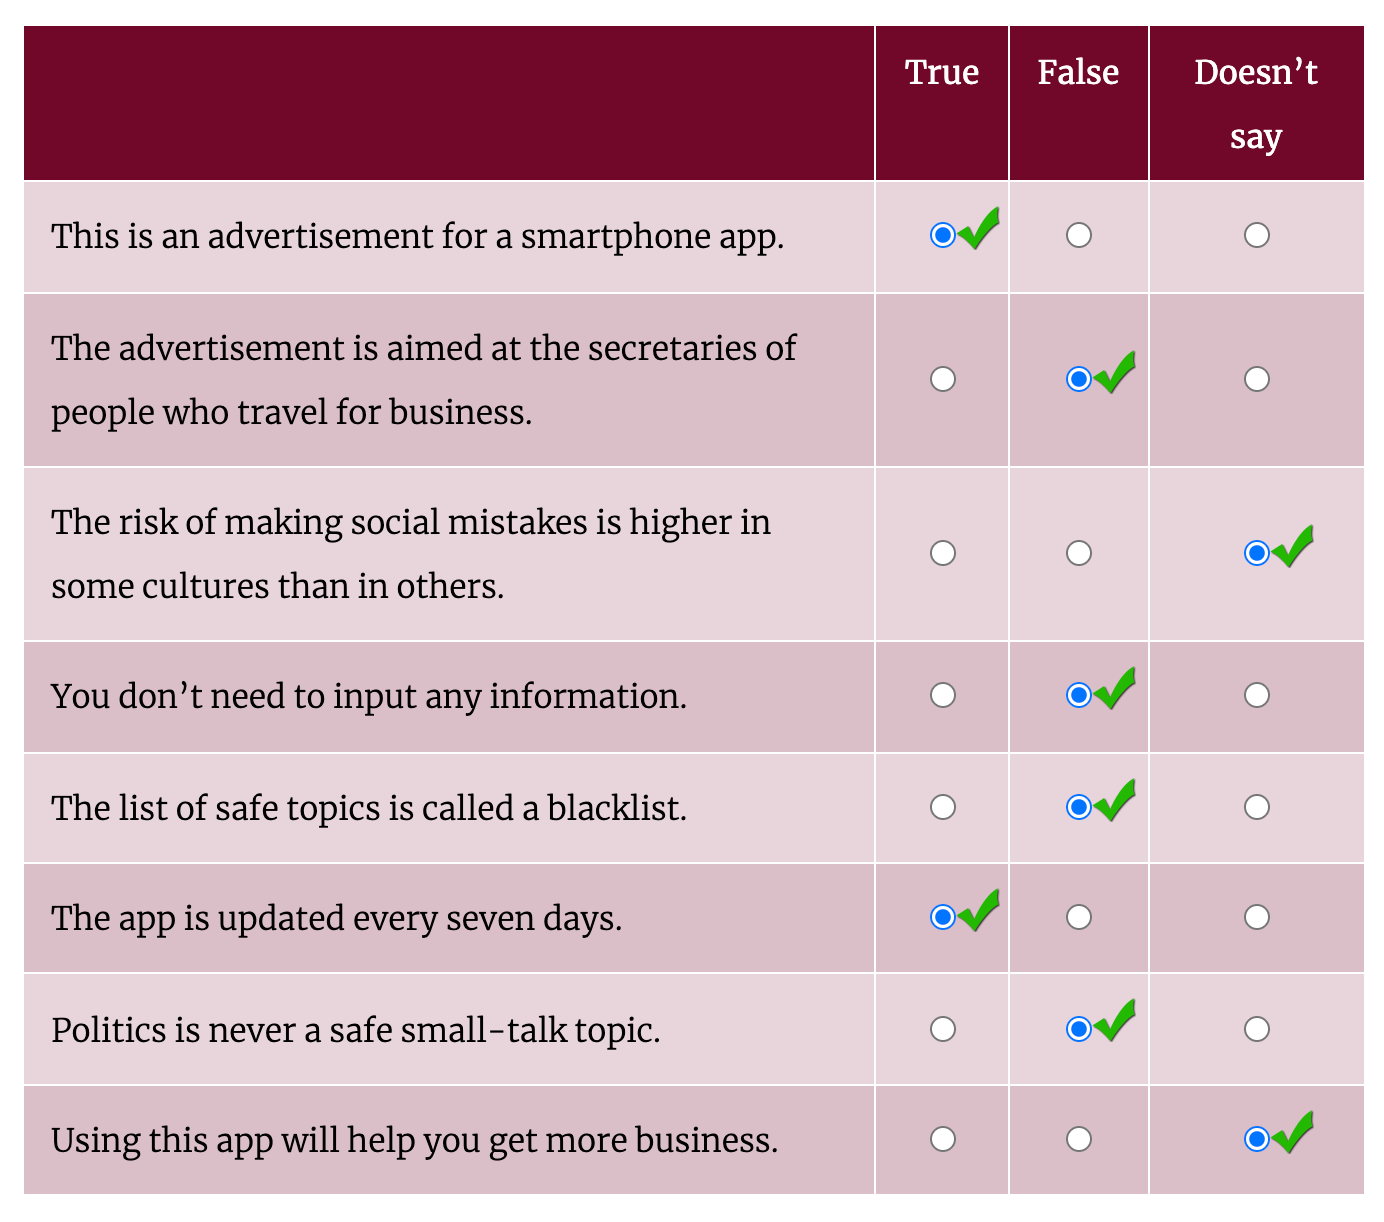 True False Doesn’t
say
This is an advertisement for a smartphone app.
The advertisement is aimed at the secretaries of
people who travel for business.
The risk of making social mistakes is higher in
some cultures than in others.
You don’t need to input any information.
The list of safe topics is called a blacklist.
The app is updated every seven days.
Politics is never a safe small-talk topic.
Using this app will help you get more business.